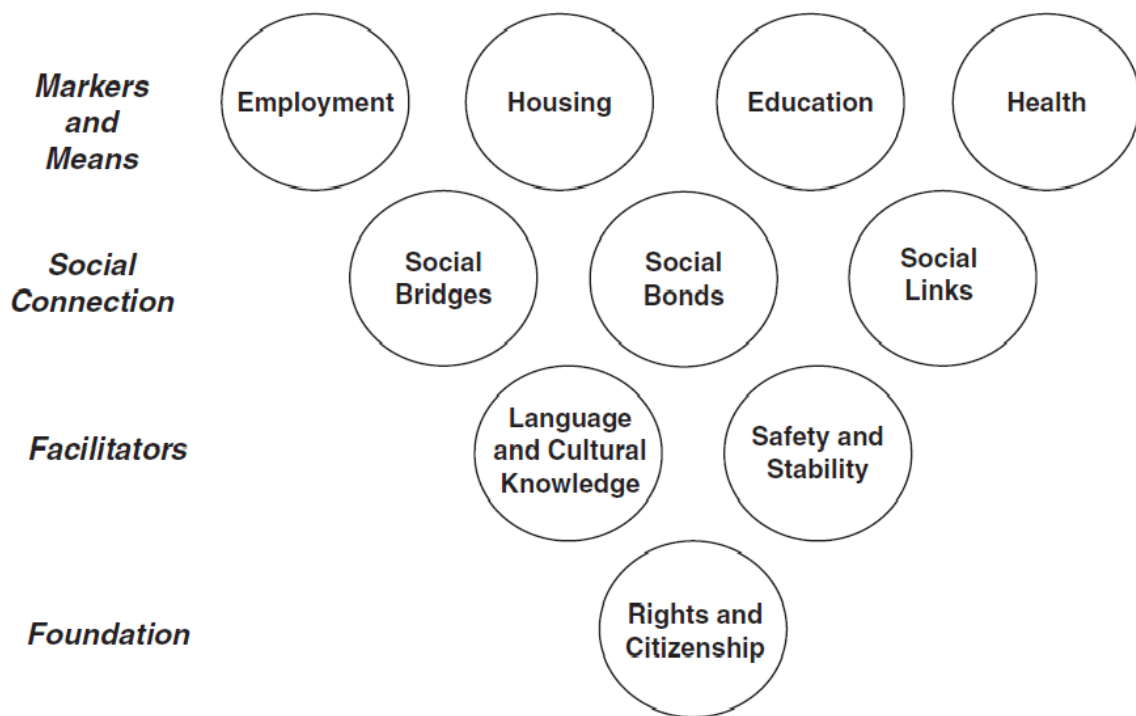 Markers
and
Means
Employment
Housing
Education
Health
Social
Connection
Social
Bridges
Social
Bonds
Social
Links
Facilitators
Language
and Cultural
Knowledge
Safety and
Stability
Foundation
Rights and
Citizenship